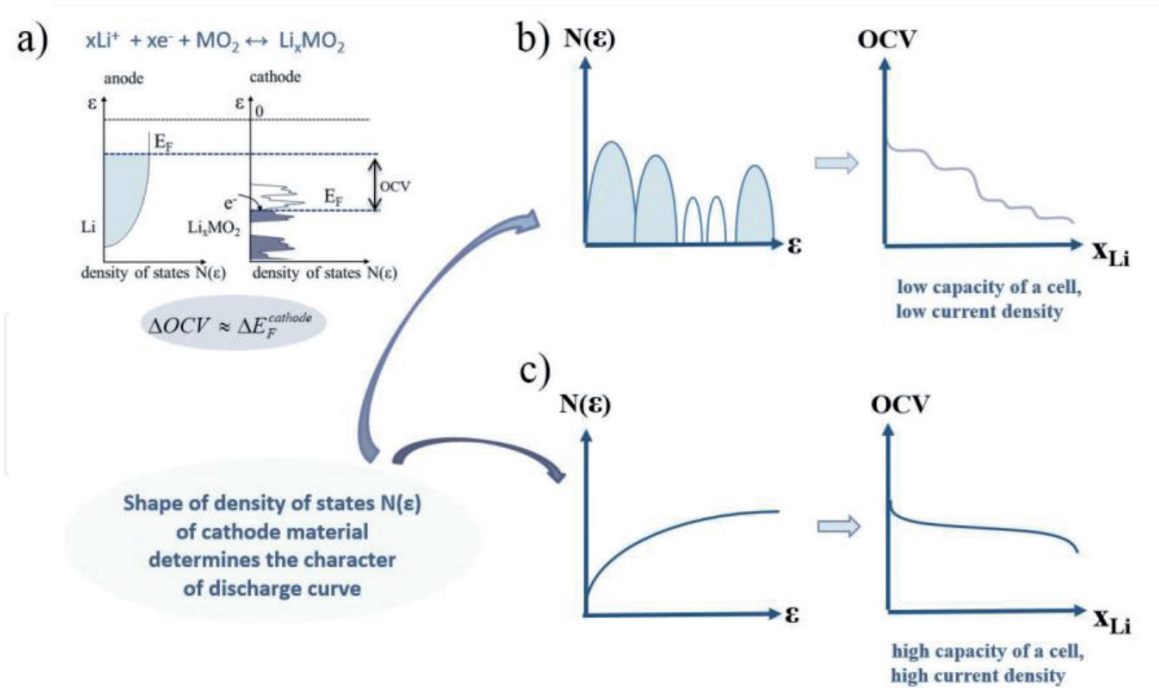 a)
xLi⁺ + xe⁻ + MO₂ ↔ LiₓMO₂
anode
cathode
ε
ε
0
E_F
OCV
e⁻
E_F
Li
LiₓMO₂
density of states N(ε)
density of states N(ε)
ΔOCV ≈ ΔE_F^cathode
Shape of density of states N(ε)
of cathode material
determines the character
of discharge curve
b)
N(ε)
ε
OCV
x_Li
low capacity of a cell,
low current density
c)
N(ε)
ε
OCV
x_Li
high capacity of a cell,
high current density